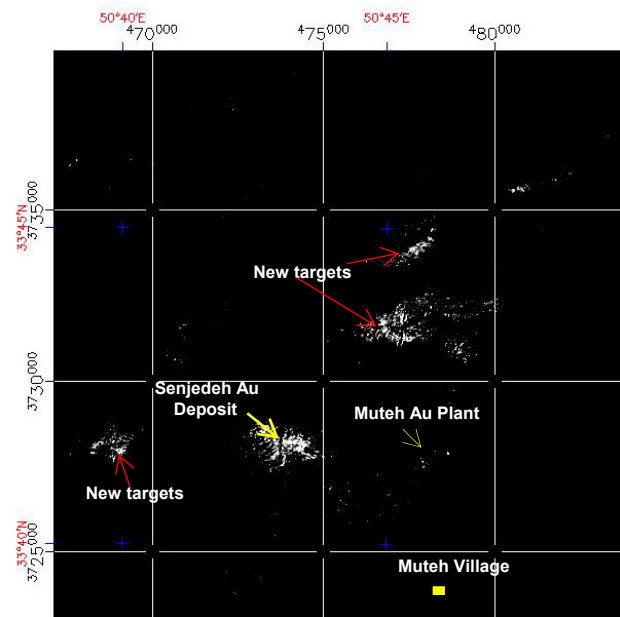 50°40'E 50°45'E
470000 475000 480000
3735000
33°45'N
New targets
3730000
Senjedeh Au
Deposit
Muteh Au Plant
New targets
33°40'N
3725000
Muteh Village